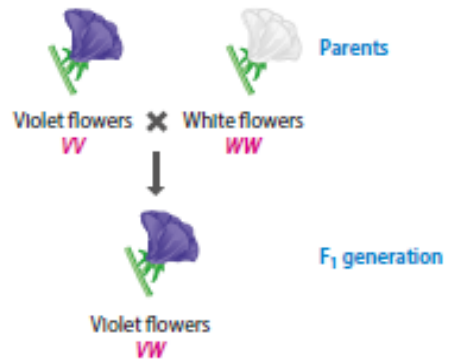 Parents
Violet flowers × White flowers
VV WW
F₁ generation
Violet flowers
VW